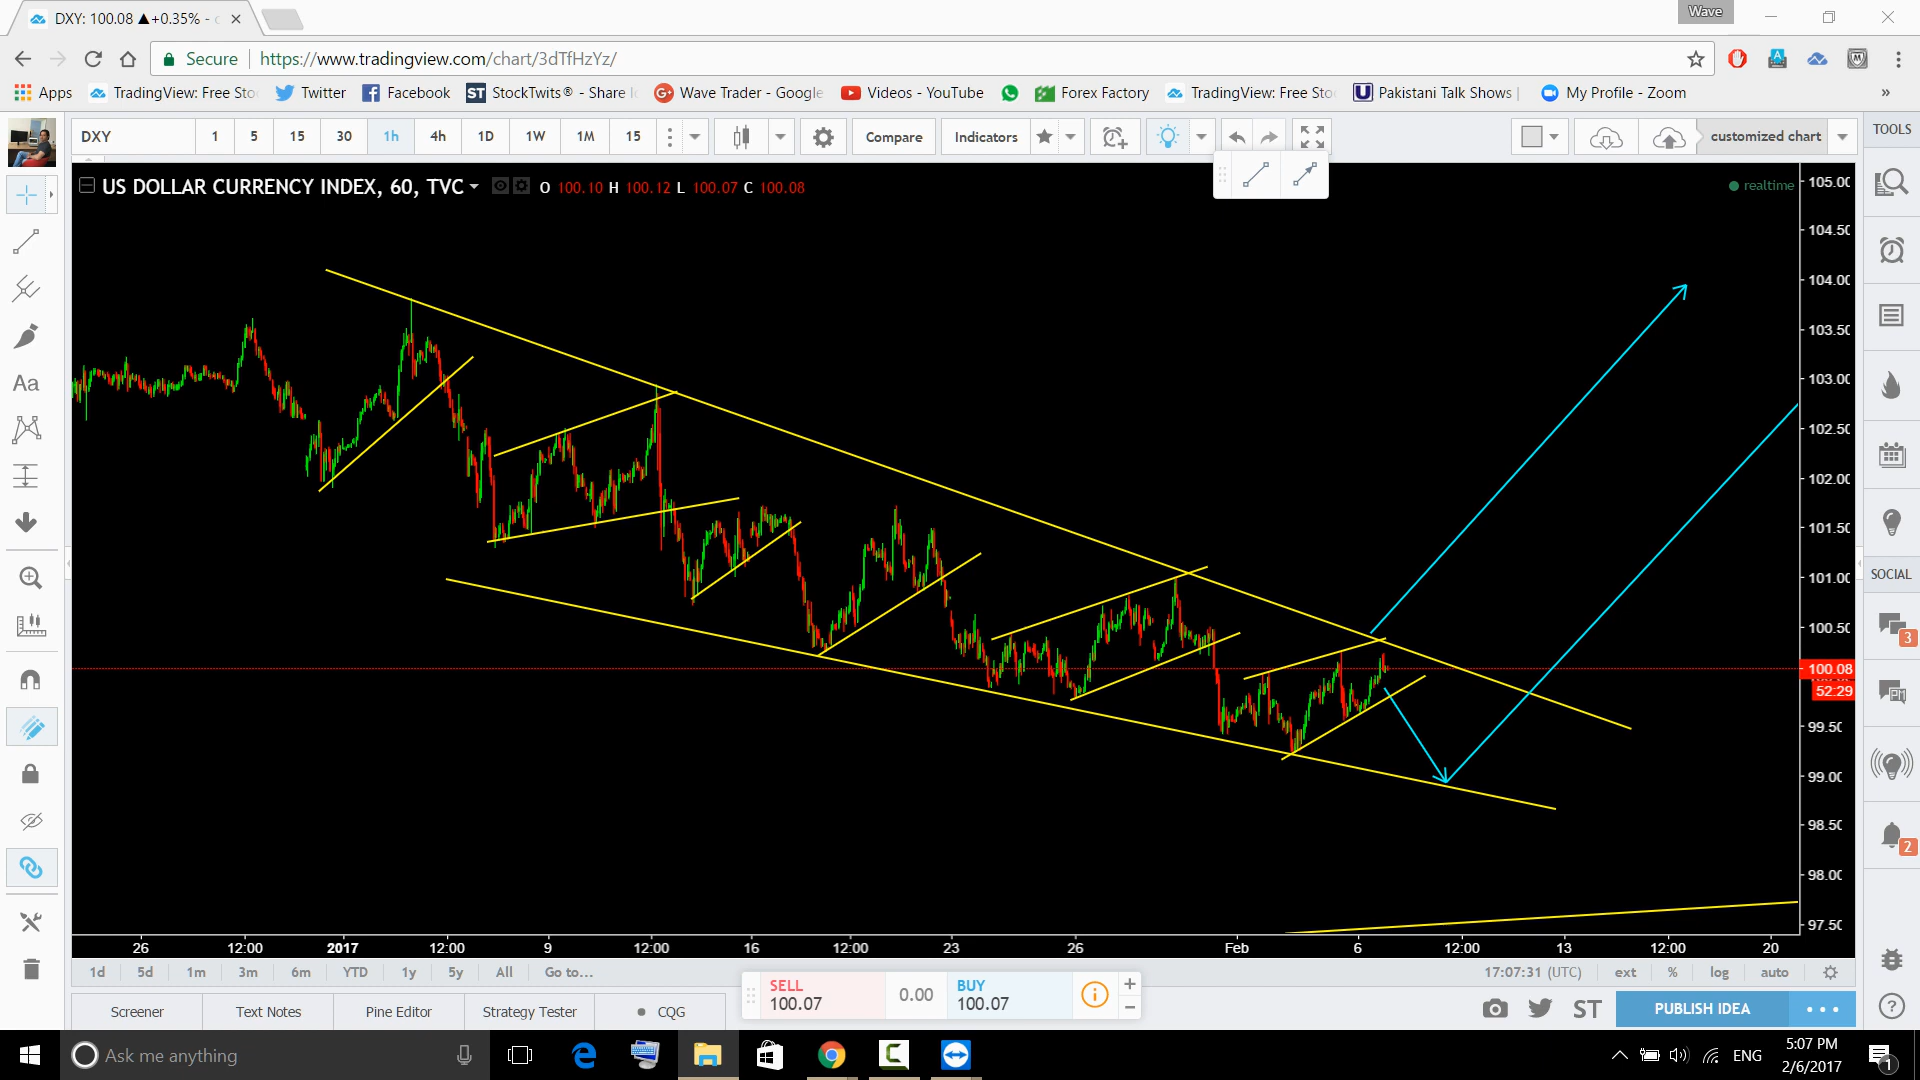 DXY: 100.08 ▲+0.35% -
Wave
Secure https://www.tradingview.com/chart/3dTfHzYz/
Apps TradingView: Free Sto Twitter Facebook ST StockTwits® - Share Wave Trader - Google Videos - YouTube Forex Factory TradingView: Free Sto Pakistani Talk Shows | My Profile - Zoom »
DXY 1 5 15 30 1h 4h 1D 1W 1M 15 Compare Indicators customized chart TOOLS
US DOLLAR CURRENCY INDEX, 60, TVC O 100.10 H 100.12 L 100.07 C 100.08 realtime
105.00
104.50
104.00
103.50
Aa
103.00
102.50
102.00
101.50
101.00
SOCIAL
100.50
3
100.08
52:29
PM
99.50
99.00
98.50
2
98.00
97.50
26 12:00 2017 12:00 9 12:00 16 12:00 23 26 Feb 6 12:00 13 12:00 20
1d 5d 1m 3m 6m YTD 1y 5y All Go to... 17:07:31 (UTC) ext % log auto
SELL 100.07 0.00 BUY 100.07
Screener Text Notes Pine Editor Strategy Tester CQG ST PUBLISH IDEA
Ask me anything ENG 5:07 PM
2/6/2017 1